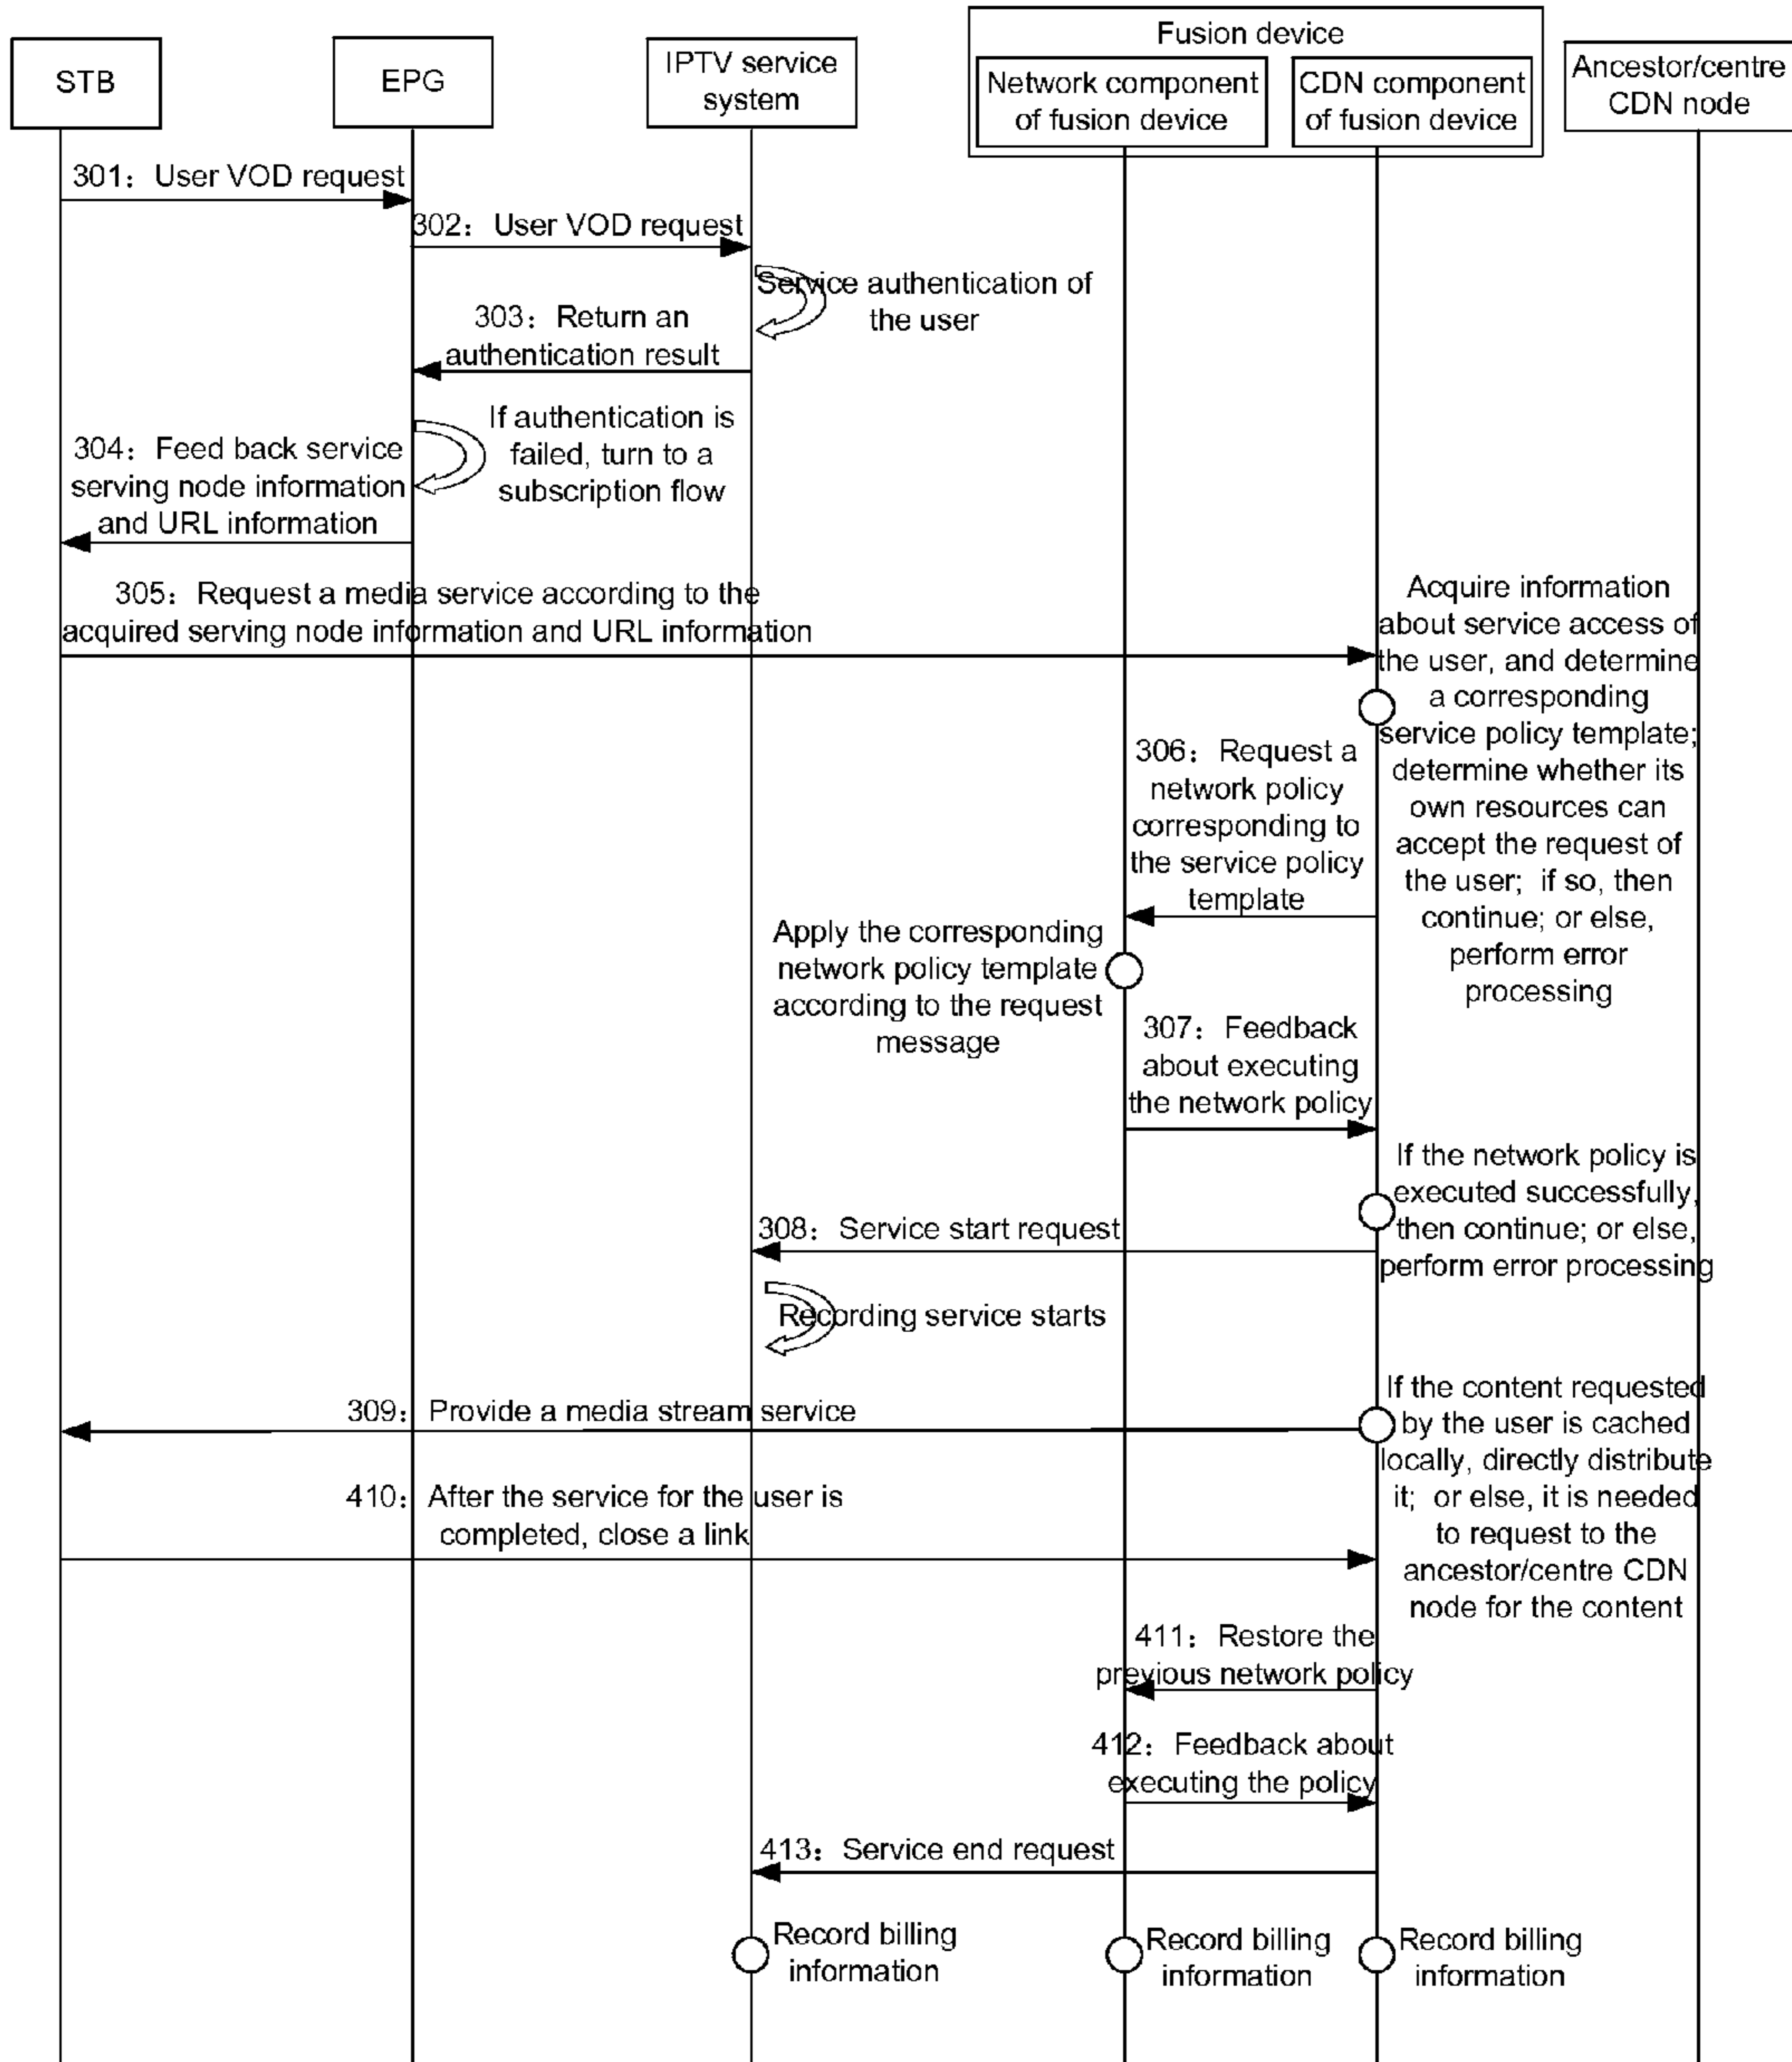 STB
EPG
IPTV service
system
Fusion device
Network component
of fusion device
CDN component
of fusion device
Ancestor/centre
CDN node
301: User VOD request
302: User VOD request
Service authentication of
the user
303: Return an
authentication result
If authentication is
failed, turn to a
subscription flow
304: Feed back service
serving node information
and URL information
305: Request a media service according to the
acquired serving node information and URL information
Acquire information
about service access of
the user, and determine
a corresponding
service policy template;
determine whether its
own resources can
accept the request of
the user; if so, then
continue; or else,
perform error
processing
306: Request a
network policy
corresponding to
the service policy
template
Apply the corresponding
network policy template
according to the request
message
307: Feedback
about executing
the network policy
If the network policy is
executed successfully,
then continue; or else,
perform error processing
308: Service start request
Recording service starts
If the content requested
by the user is cached
locally, directly distribute
it; or else, it is needed
to request to the
ancestor/centre CDN
node for the content
309: Provide a media stream service
410: After the service for the user is
completed, close a link
411: Restore the
previous network policy
412: Feedback about
executing the policy
413: Service end request
Record billing
information
Record billing
information
Record billing
information